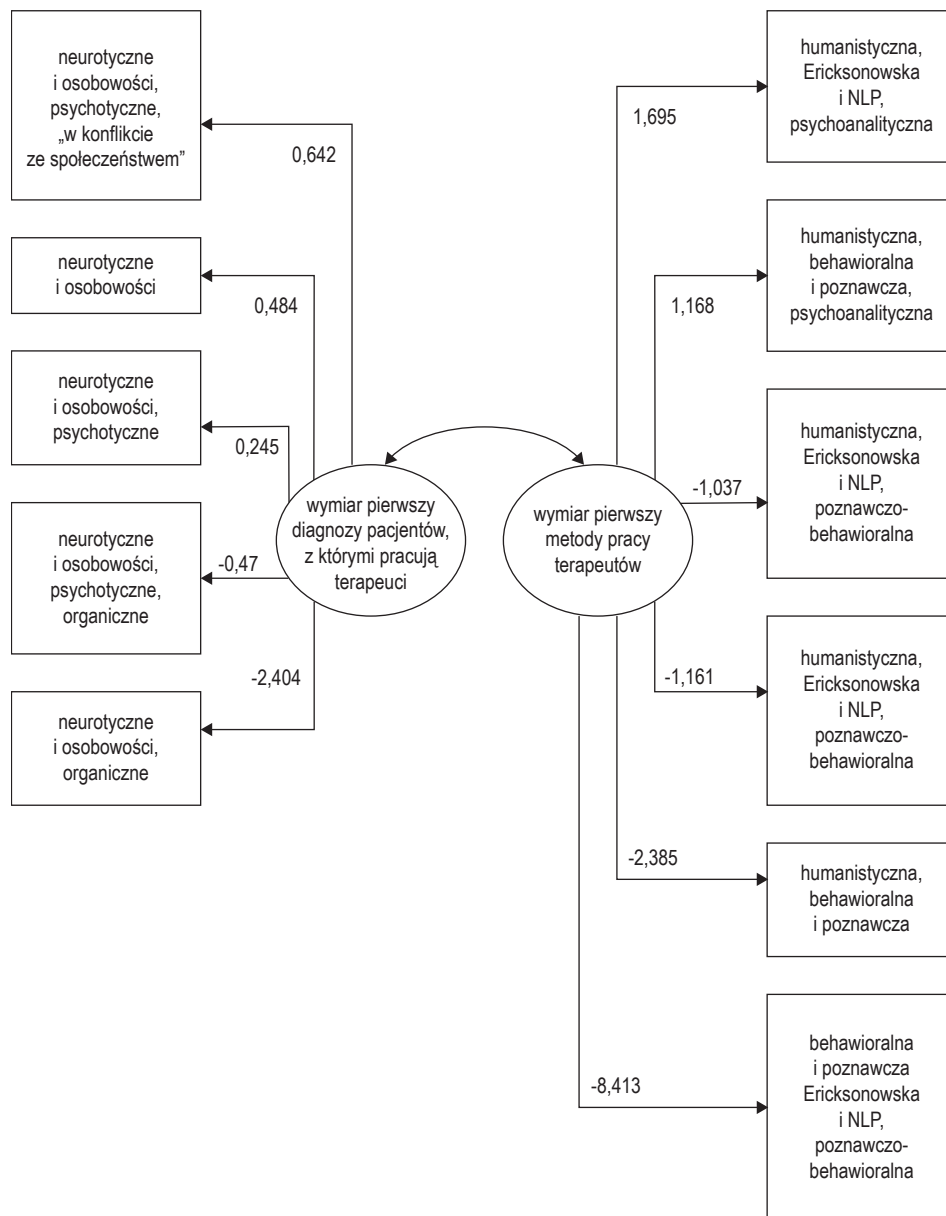 neurotyczne
i osobowości,
psychotyczne,
„w konflikcie
ze społeczeństwem”
0,642
neurotyczne
i osobowości
0,484
neurotyczne
i osobowości,
psychotyczne
0,245
neurotyczne
i osobowości,
psychotyczne,
organiczne
-0,47
neurotyczne
i osobowości,
organiczne
-2,404
wymiar pierwszy
diagnozy pacjentów,
z którymi pracują
terapeuci
wymiar pierwszy
metody pracy
terapeutów
1,695
humanistyczna,
Ericksonowska
i NLP,
psychoanalityczna
1,168
humanistyczna,
behawioralna
i poznawcza,
psychoanalityczna
-1,037
humanistyczna,
Ericksonowska
i NLP,
poznawczo-
behawioralna
-1,161
humanistyczna,
Ericksonowska
i NLP,
poznawczo-
behawioralna
-2,385
humanistyczna,
behawioralna
i poznawcza
-8,413
behawioralna
i poznawcza
Ericksonowska
i NLP,
poznawczo-
behawioralna